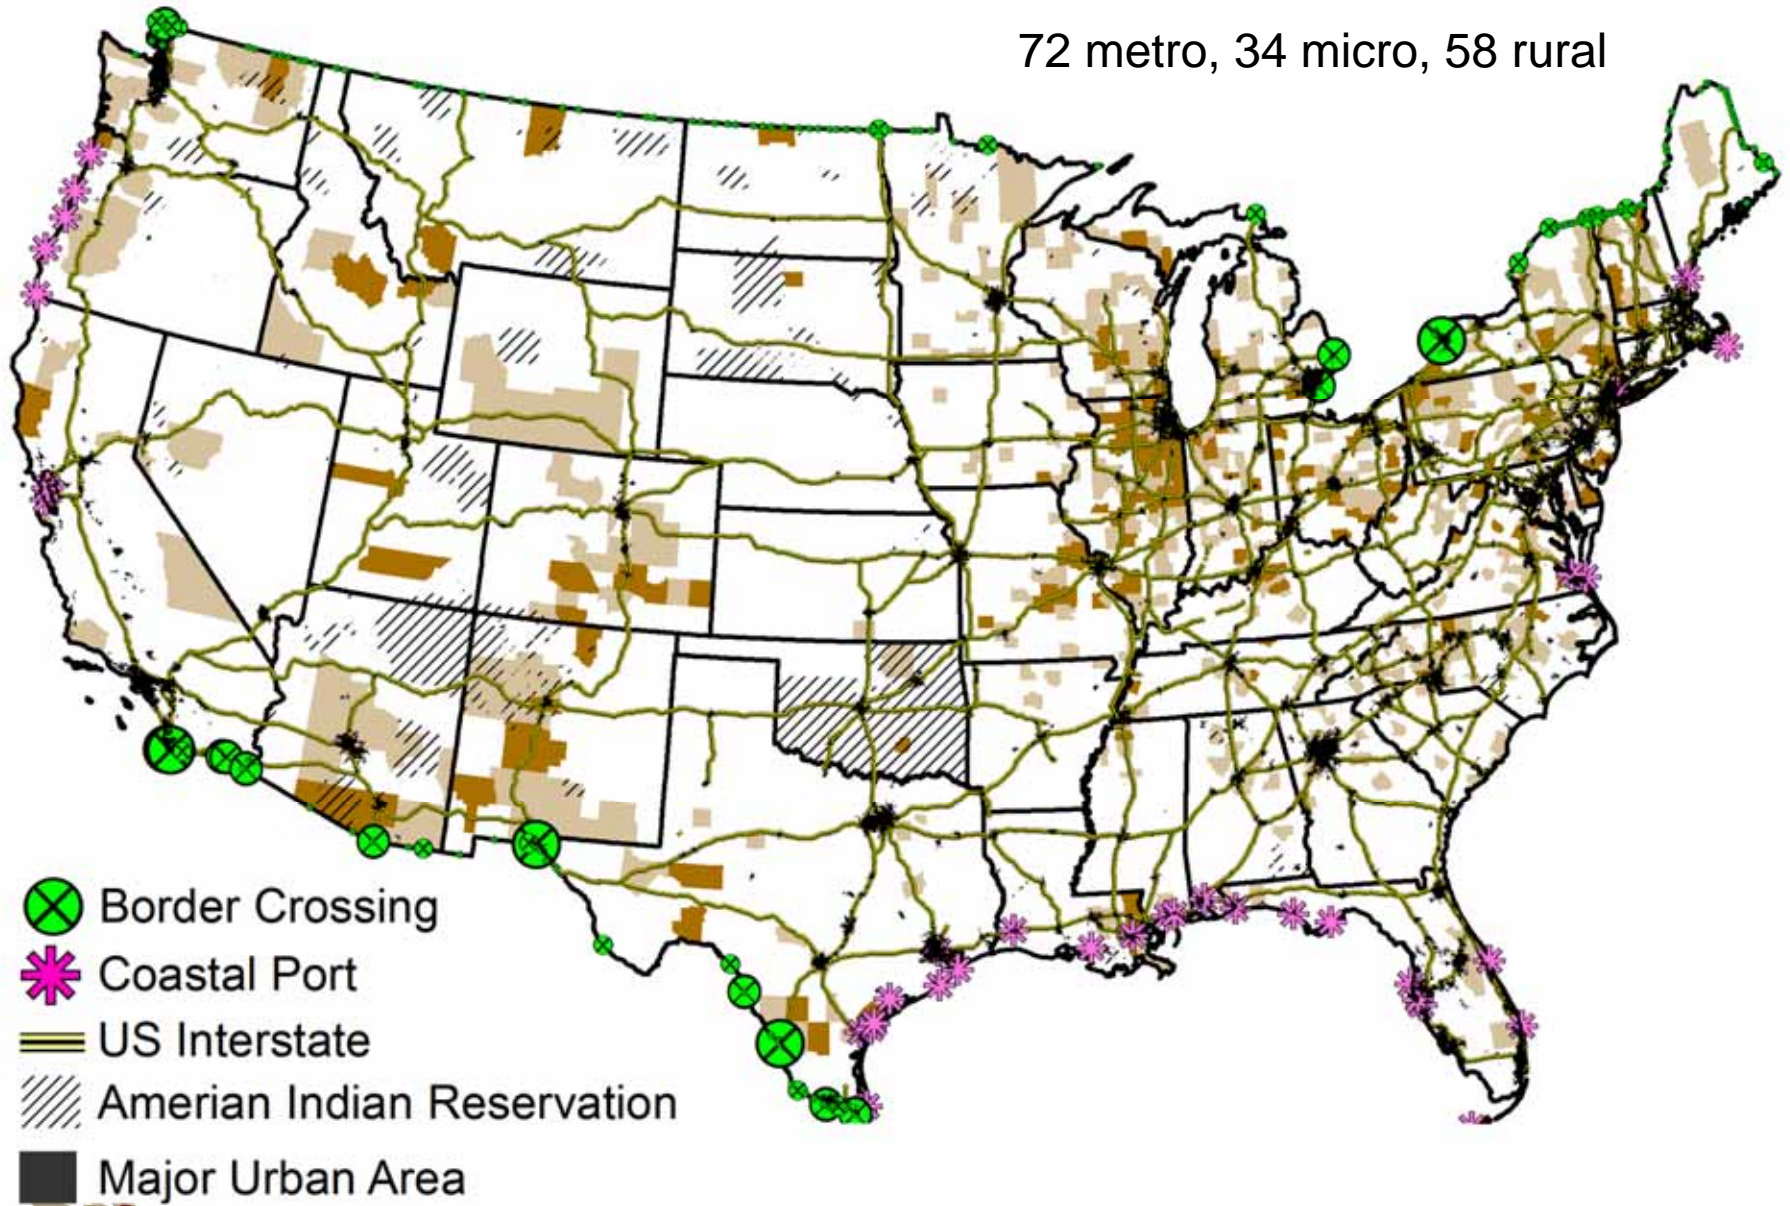 72 metro, 34 micro, 58 rural
Border Crossing
Coastal Port
US Interstate
Amerian Indian Reservation
Major Urban Area